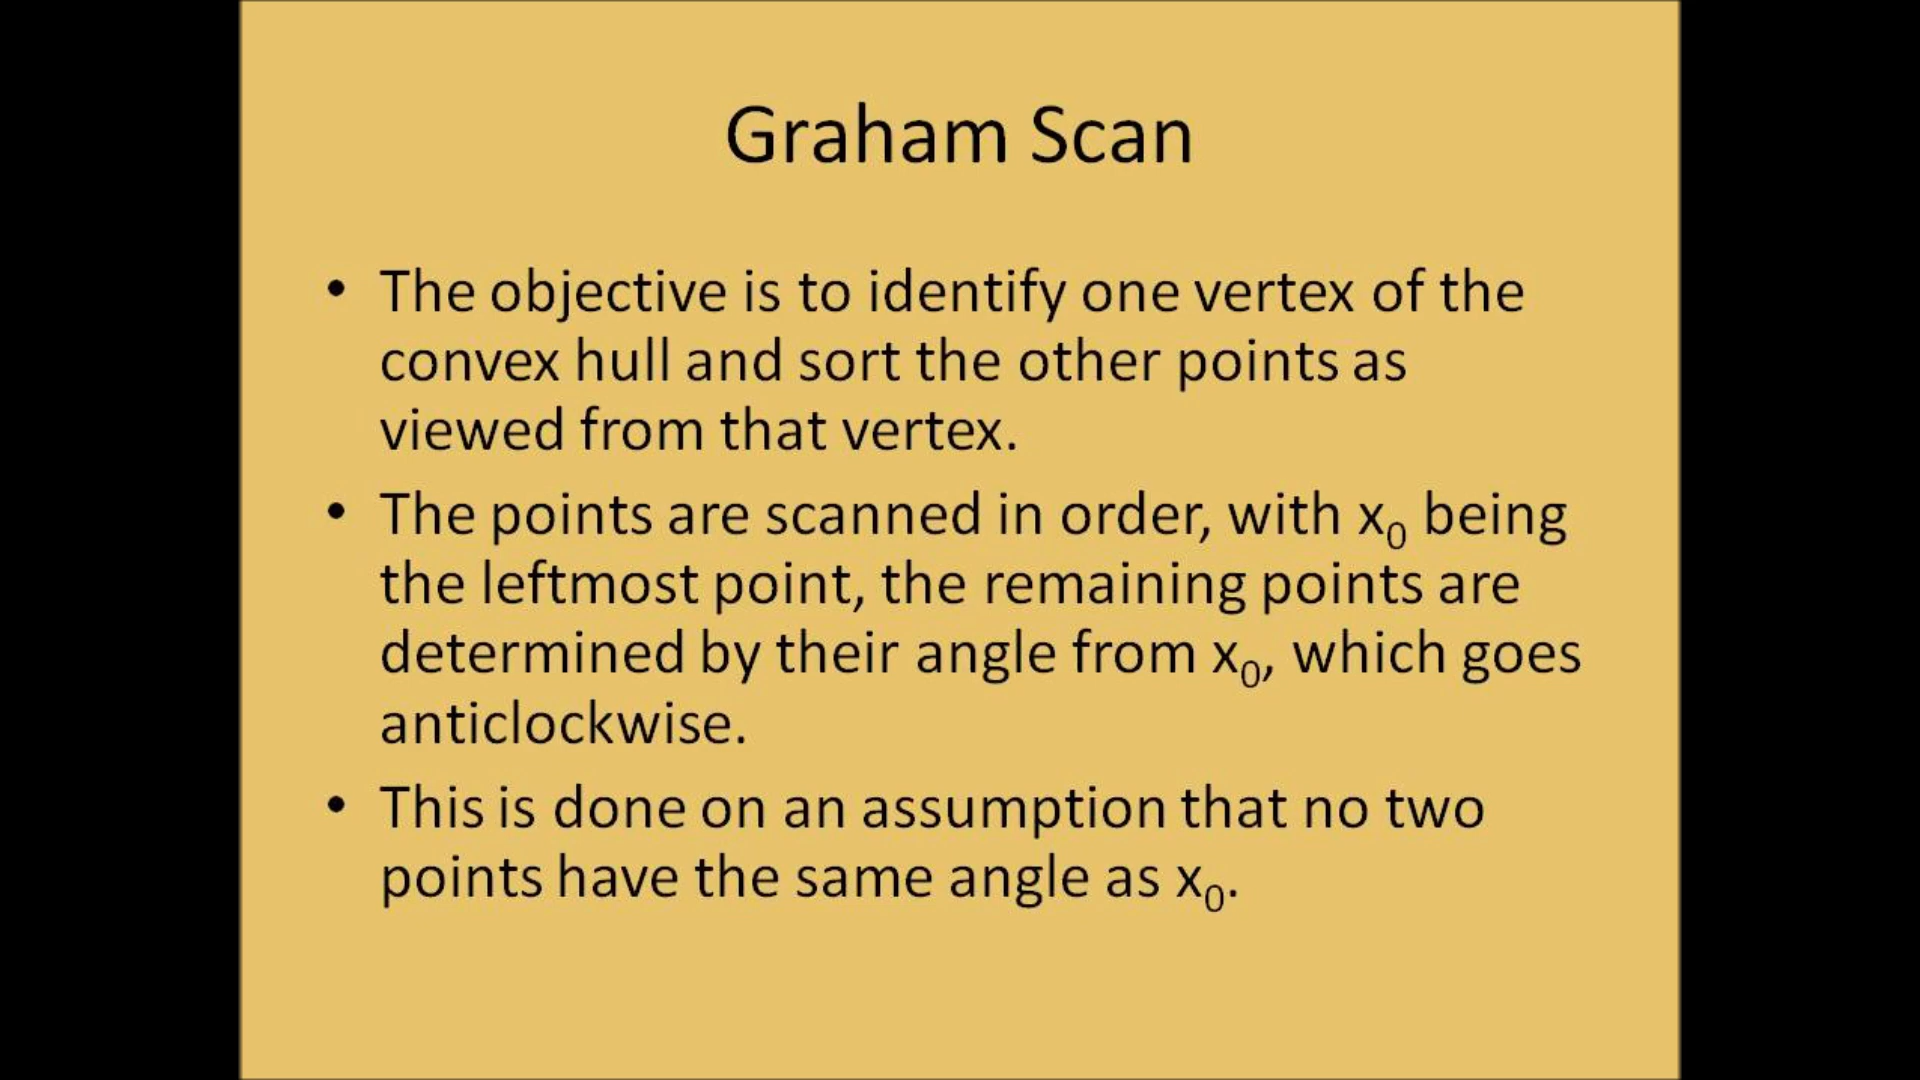 Graham Scan
• The objective is to identify one vertex of the
convex hull and sort the other points as
viewed from that vertex.
• The points are scanned in order, with x₀ being
the leftmost point, the remaining points are
determined by their angle from x₀, which goes
anticlockwise.
• This is done on an assumption that no two
points have the same angle as x₀.